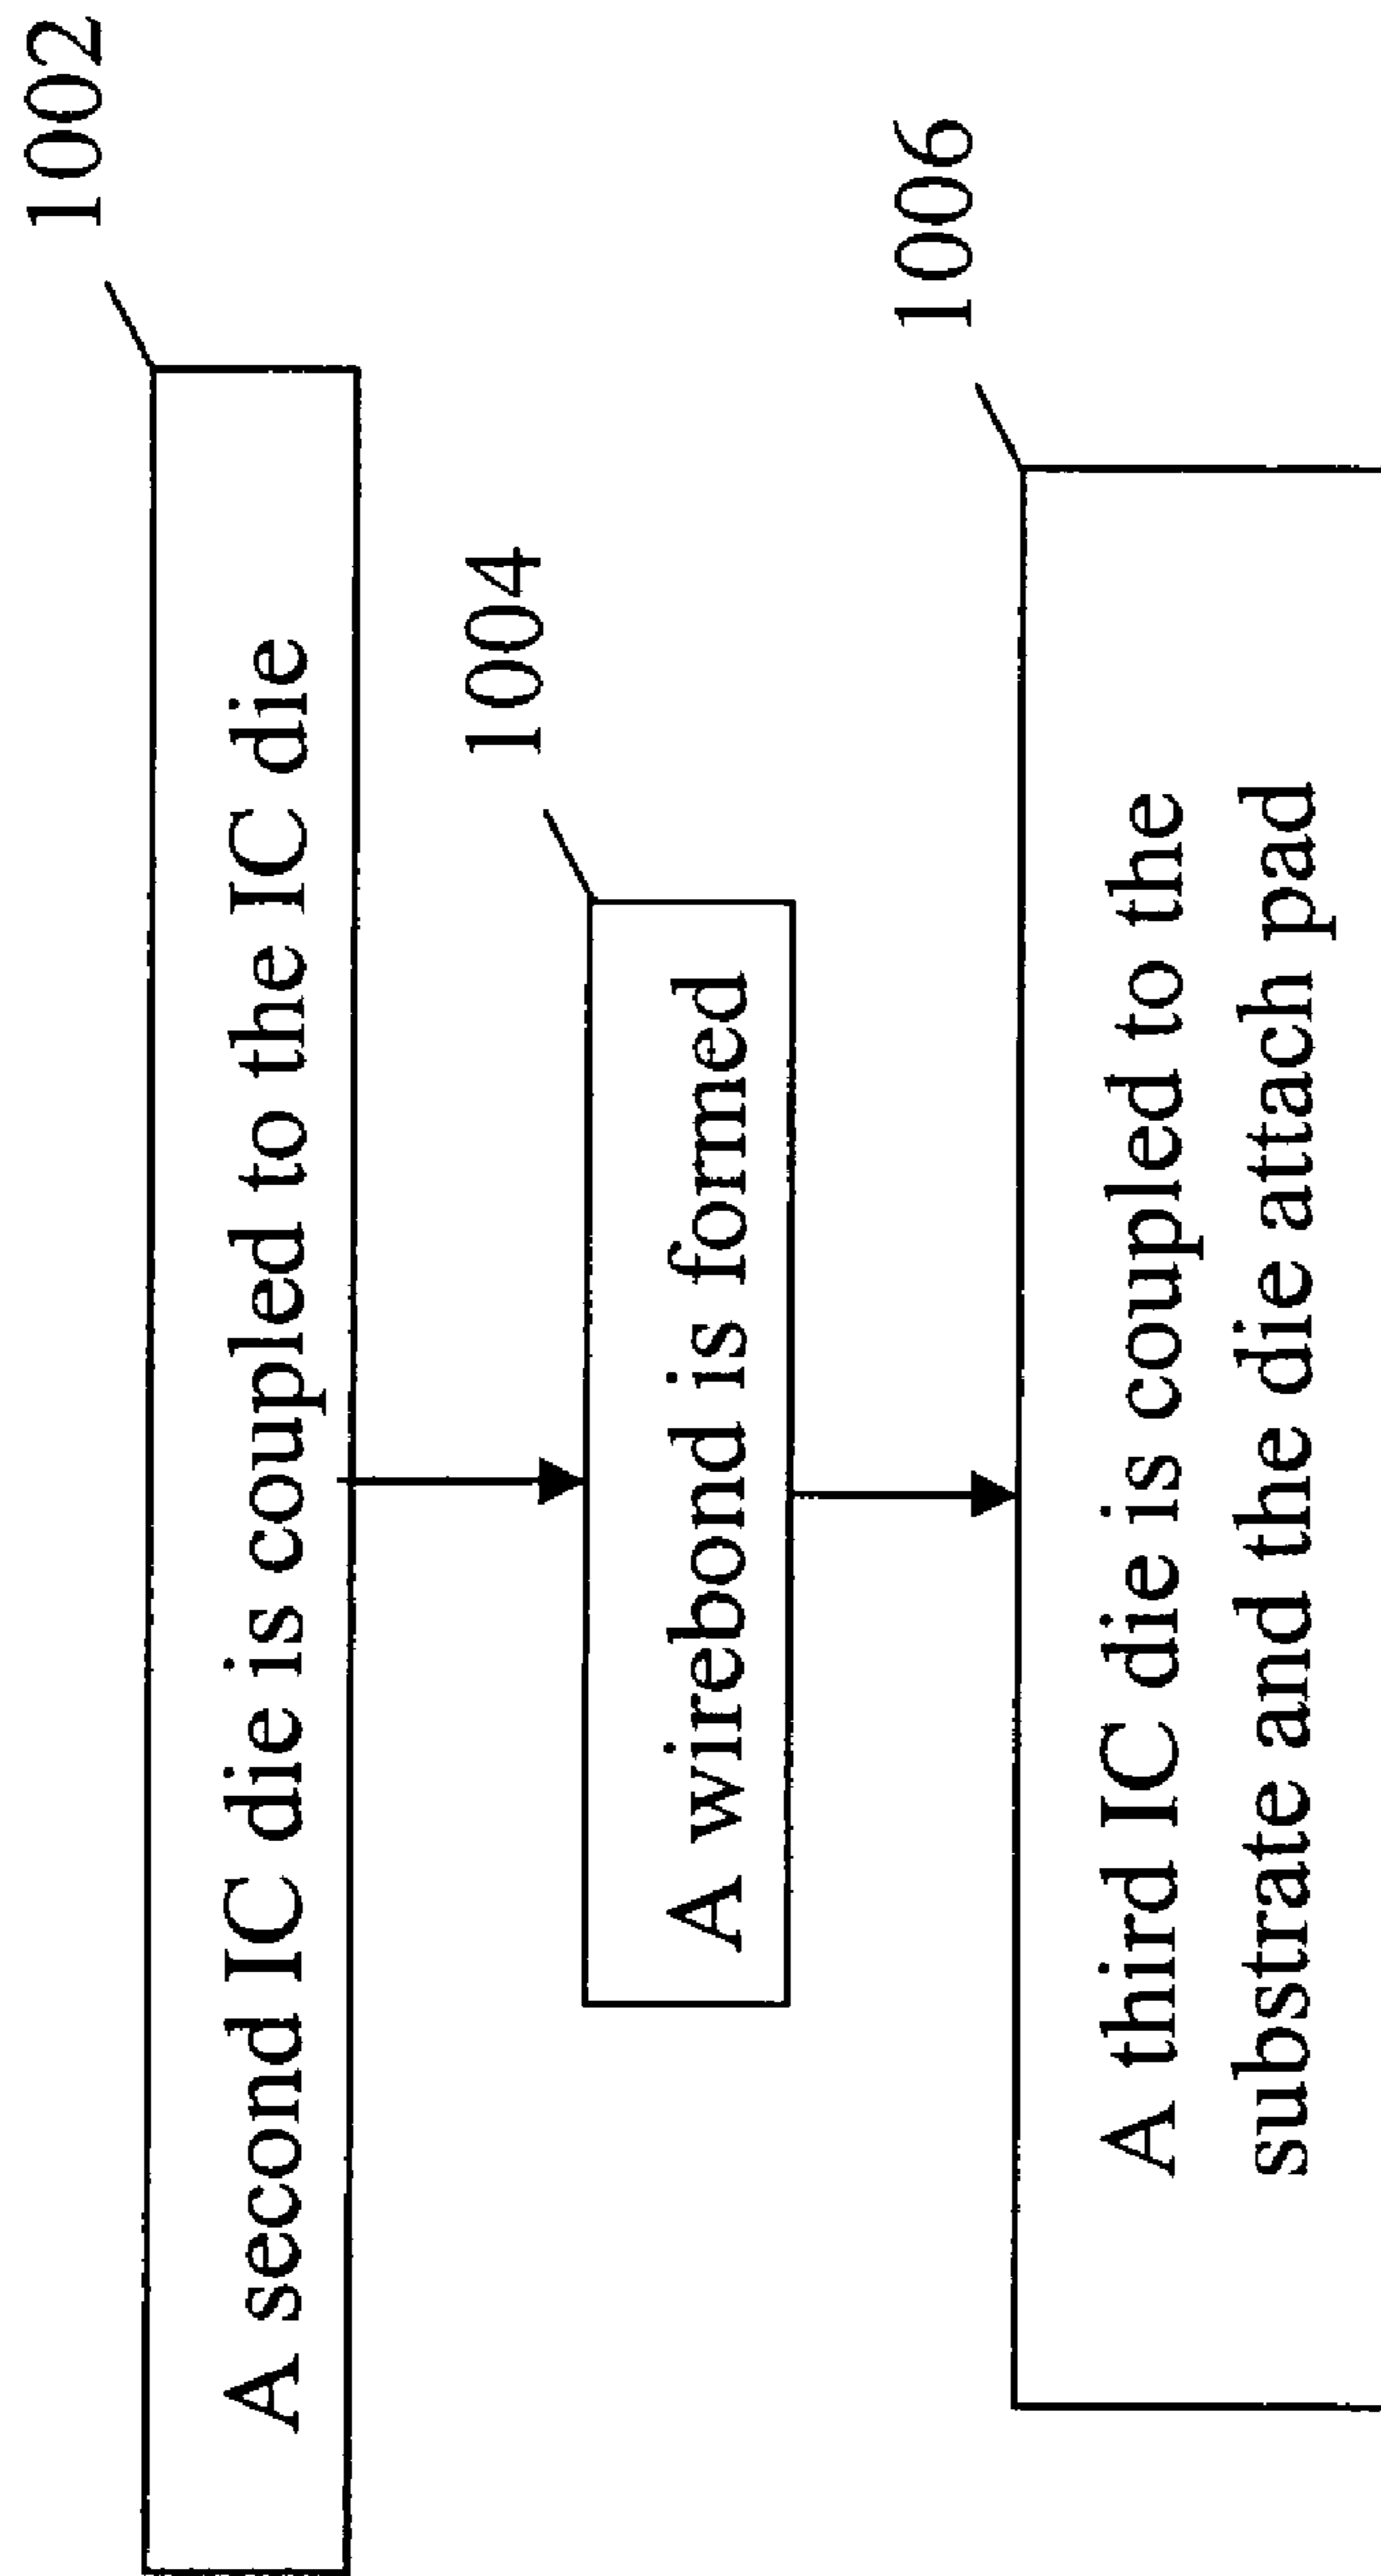 1002
A second IC die is coupled to the IC die
1004
A wirebond is formed
1006
A third IC die is coupled to the
substrate and the die attach pad